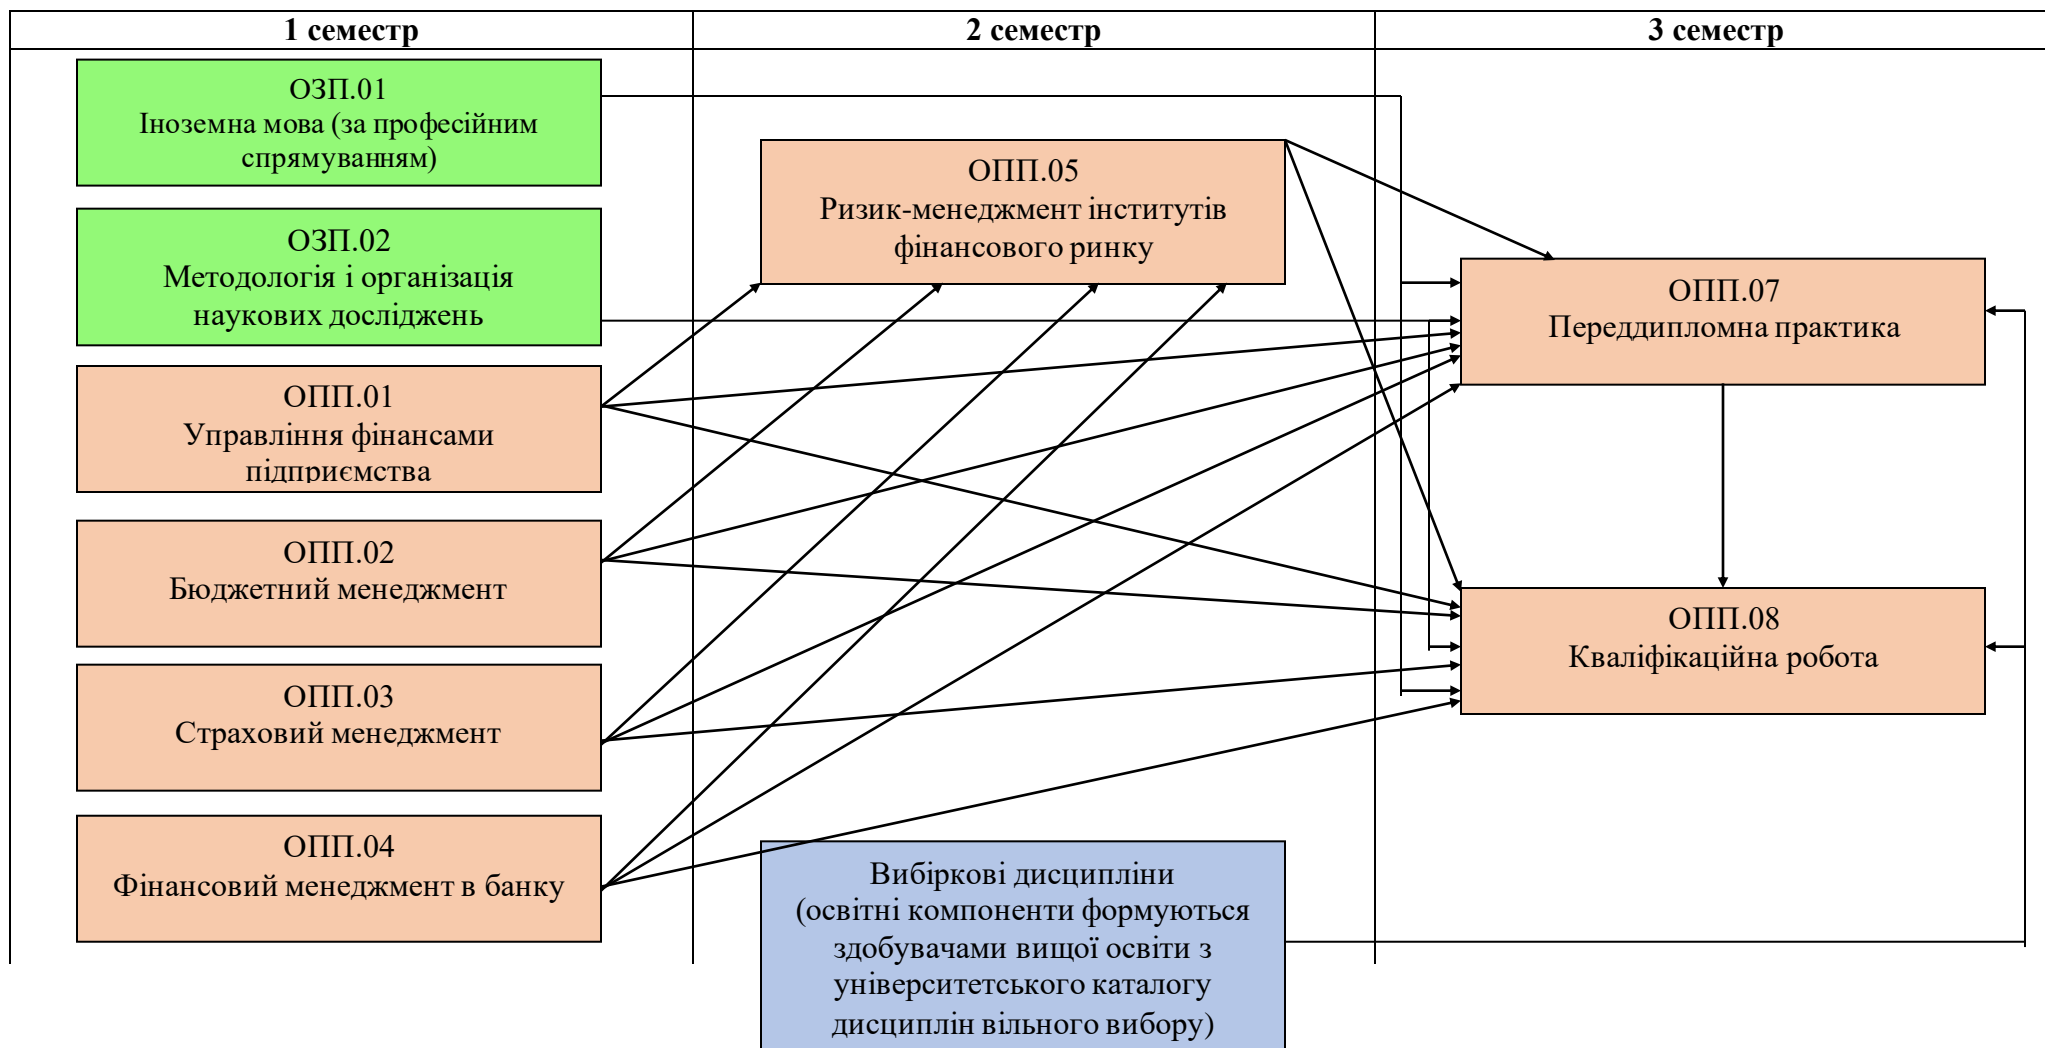 1 семестр
2 семестр
3 семестр
ОЗП.01
Іноземна мова (за професійним
спрямуванням)
ОЗП.02
Методологія і організація
наукових досліджень
ОПП.01
Управління фінансами
підприємства
ОПП.02
Бюджетний менеджмент
ОПП.03
Страховий менеджмент
ОПП.04
Фінансовий менеджмент в банку
ОПП.05
Ризик-менеджмент інститутів
фінансового ринку
Вибіркові дисципліни
(освітні компоненти формуються
здобувачами вищої освіти з
університетського каталогу
дисциплін вільного вибору)
ОПП.07
Переддипломна практика
ОПП.08
Кваліфікаційна робота